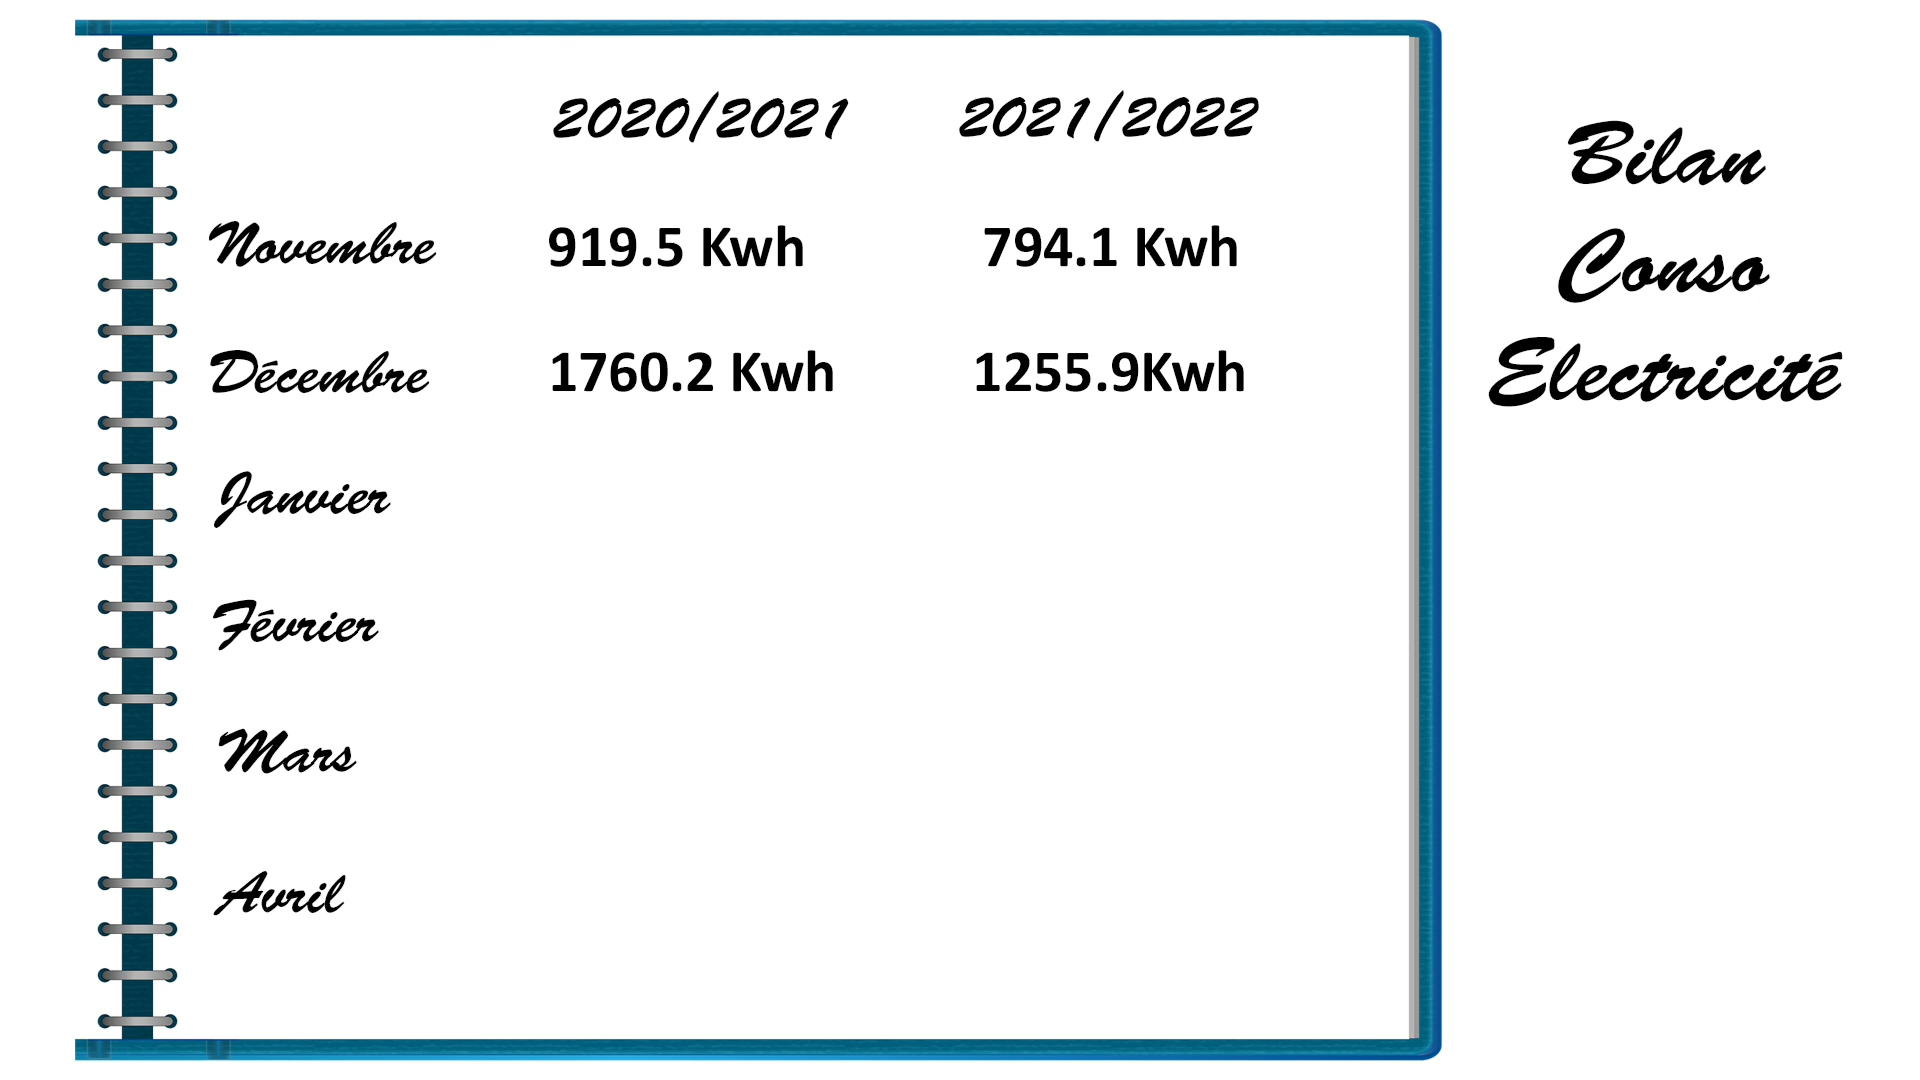 2020/2021 2021/2022
Novembre 919.5 Kwh 794.1 Kwh
Décembre 1760.2 Kwh 1255.9Kwh
Janvier
Février
Mars
Avril
Bilan
Conso
Electricité